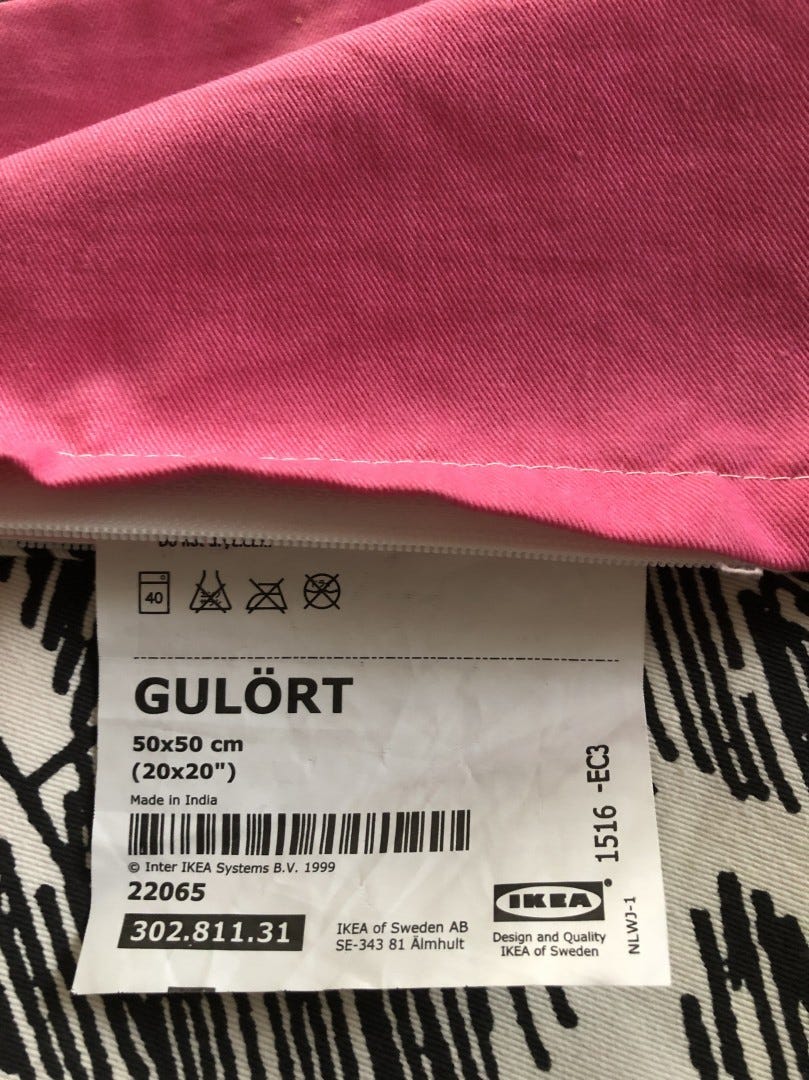 40
GULÖRT
50x50 cm
(20x20")
Made in India
© Inter IKEA Systems B.V. 1999
22065
302.811.31
IKEA of Sweden AB
SE-343 81 Älmhult
IKEA
Design and Quality
IKEA of Sweden
1516 -EC3
NLWJ-1